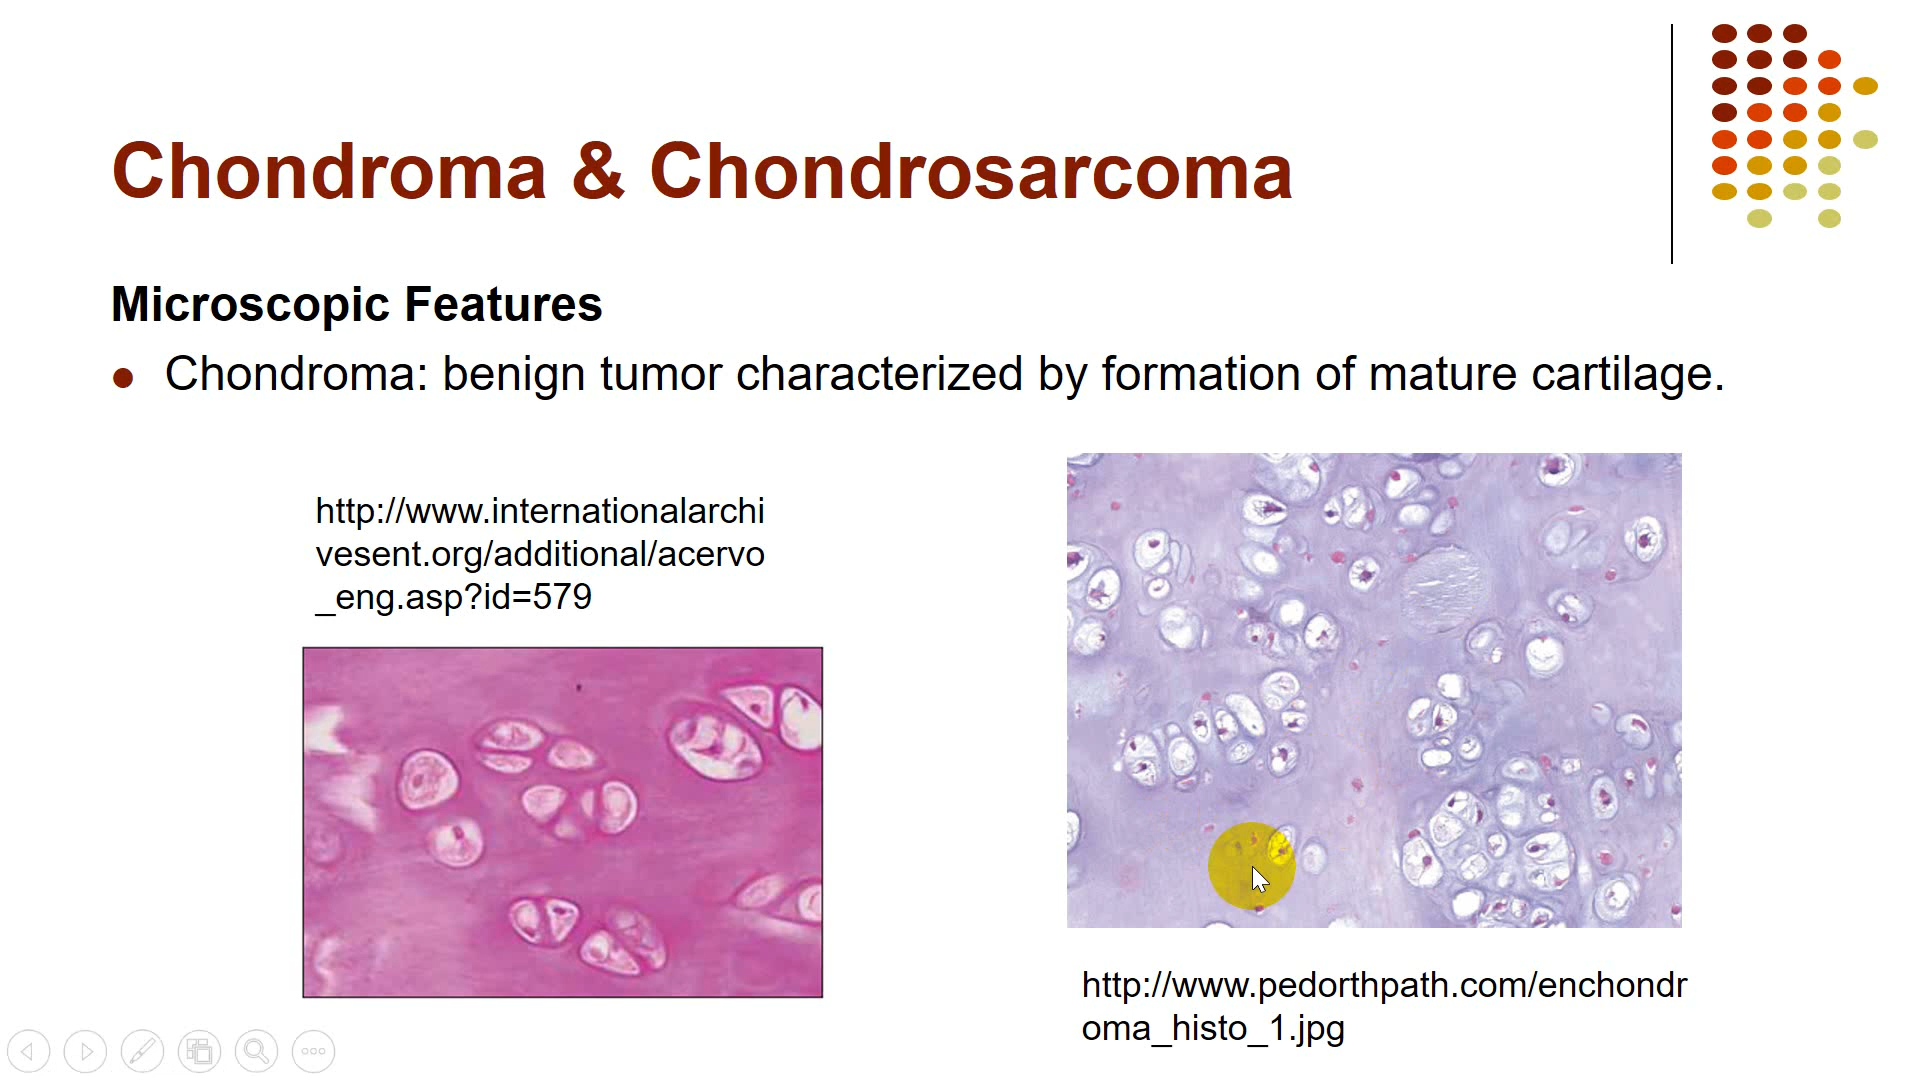 Chondroma & Chondrosarcoma
Microscopic Features
Chondroma: benign tumor characterized by formation of mature cartilage.
http://www.internationalarchi
vesent.org/additional/acervo
_eng.asp?id=579
http://www.pedorthpath.com/enchondr
oma_histo_1.jpg